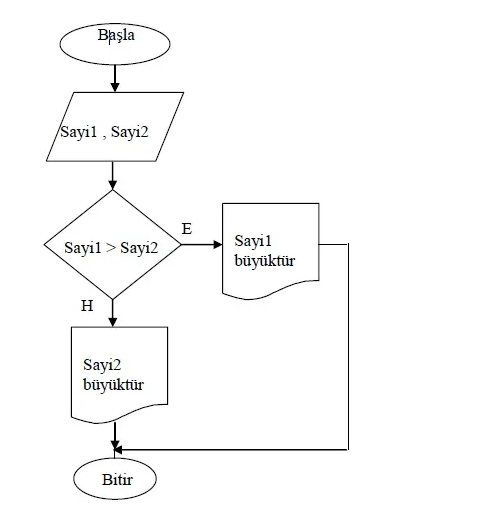 Başla
Sayi1 , Sayi2
Sayi1 > Sayi2
E
Sayi1
büyüktür
H
Sayi2
büyüktür
Bitir